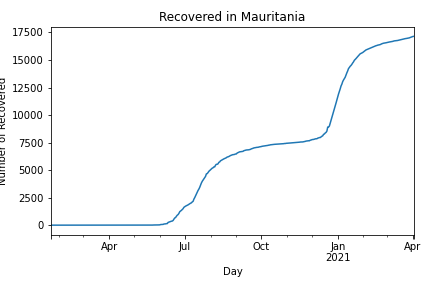 Recovered in Mauritania
Number of Recovered
17500
15000
12500
10000
7500
5000
2500
0
Apr
Jul
Oct
Jan
2021
Apr
Day